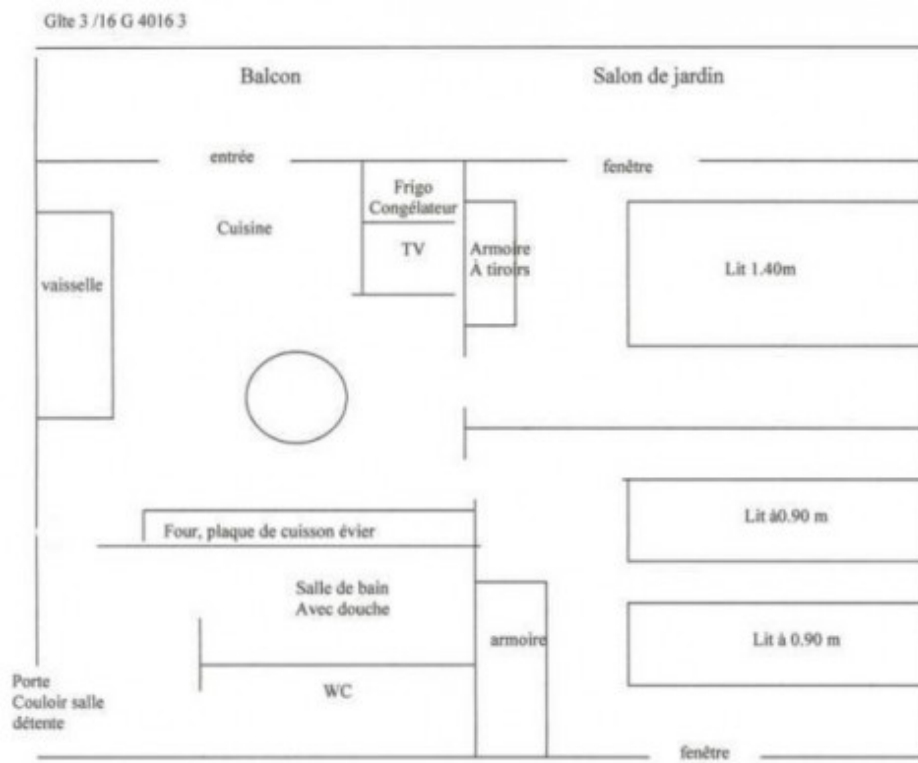 Gîte 3 /16 G 4016 3
Balcon
Salon de jardin
entrée
fenêtre
Frigo
Congélateur
Cuisine
TV
Armoire
À tiroirs
Lit 1.40m
vaisselle
Lit à0.90 m
Four, plaque de cuisson évier
Salle de bain
Avec douche
armoire
Lit à 0.90 m
WC
Porte
Couloir salle
détente
fenêtre